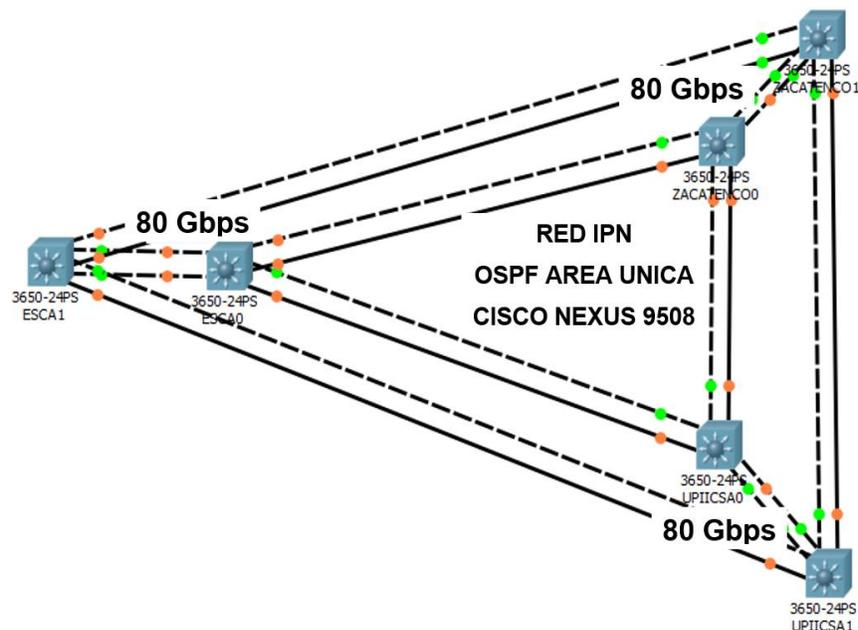 3650-24PS
ZACATENCO1
80 Gbps
3650-24PS
ZACATENCO0
80 Gbps
RED IPN
OSPF AREA UNICA
CISCO NEXUS 9508
3650-24PS
ESCA1
3650-24PS
ESCA0
3650-24PS
UPIICSA0
80 Gbps
3650-24PS
UPIICSA1